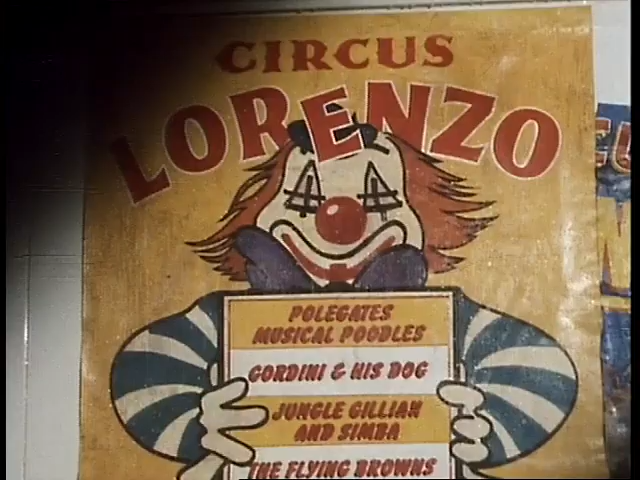 CIRCUS
LORENZO
POLEGATES
MUSICAL POODLES
GORDINI & HIS DOG
JUNGLE GILLIAN
AND SIMBA
THE FLYING BROWNS